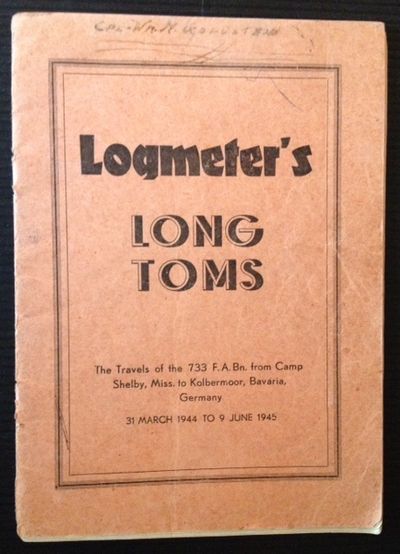 Logmeter's
LONG
TOMS
The Travels of the 733 F.A.Bn. from Camp
Shelby, Miss. to Kolbermoor, Bavaria,
Germany
31 MARCH 1944 TO 9 JUNE 1945